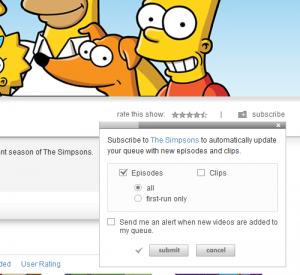 rate this show: | subscribe
nt season of The Simpsons.
Subscribe to The Simpsons to automatically update
your queue with new episodes and clips.
Episodes Clips
all
first-run only
Send me an alert when new videos are added to
my queue.
submit cancel
ded User Rating